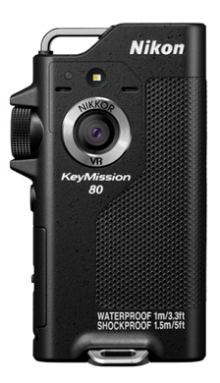 Nikon
NIKKOR
VR
KeyMission
80
WATERPROOF 1m/3.3ft
SHOCKPROOF 1.5m/5ft